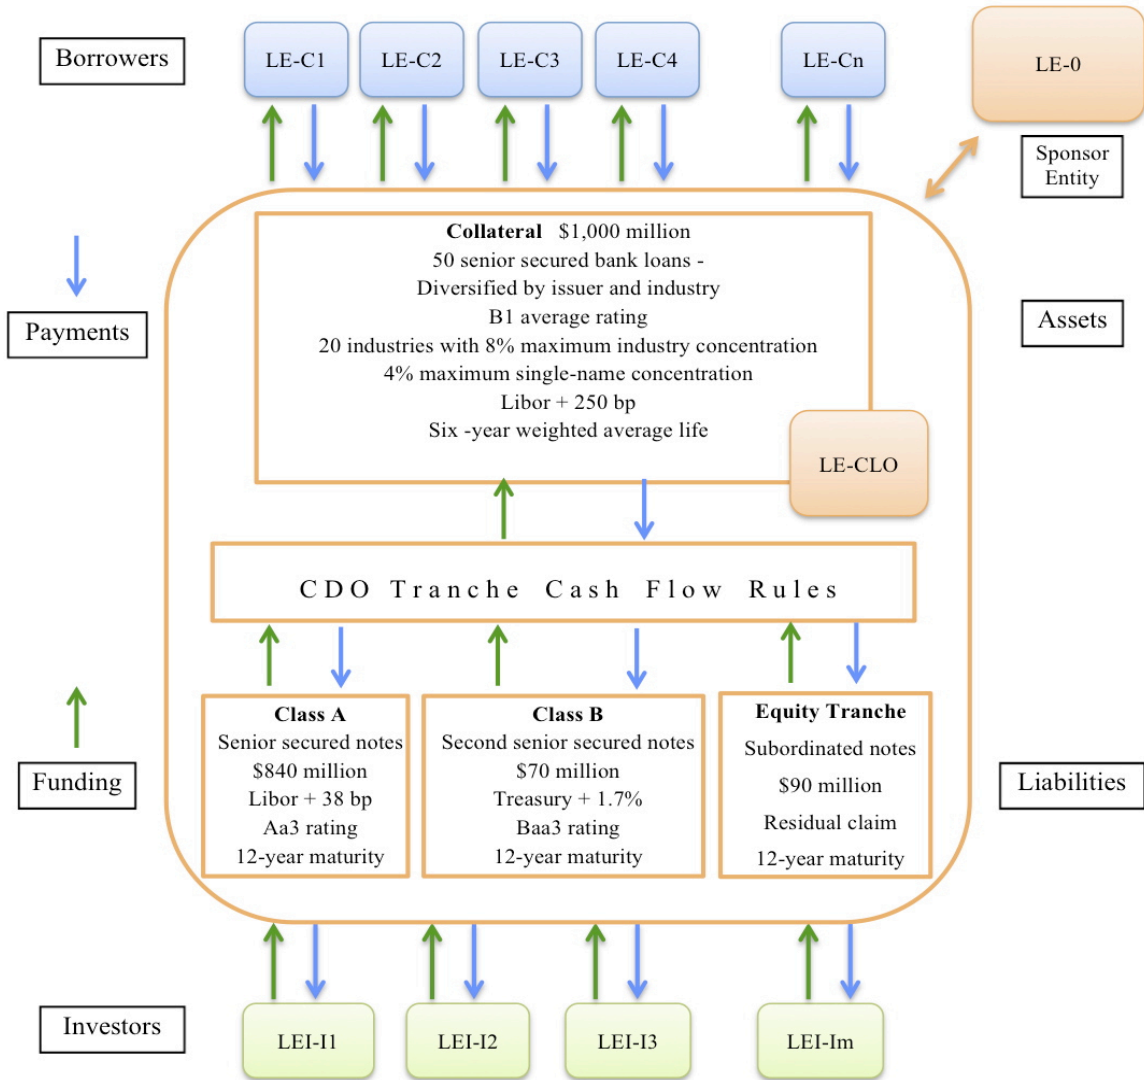 Borrowers
LE-C1
LE-C2
LE-C3
LE-C4
LE-Cn
LE-0
Sponsor
Entity
Collateral $1,000 million
50 senior secured bank loans -
Diversified by issuer and industry
B1 average rating
20 industries with 8% maximum industry concentration
4% maximum single-name concentration
Libor + 250 bp
Six -year weighted average life
Payments
Assets
LE-CLO
CDO Tranche Cash Flow Rules
Class A
Senior secured notes
$840 million
Libor + 38 bp
Aa3 rating
12-year maturity
Class B
Second senior secured notes
$70 million
Treasury + 1.7%
Baa3 rating
12-year maturity
Equity Tranche
Subordinated notes
$90 million
Residual claim
12-year maturity
Funding
Liabilities
Investors
LEI-I1
LEI-I2
LEI-I3
LEI-Im